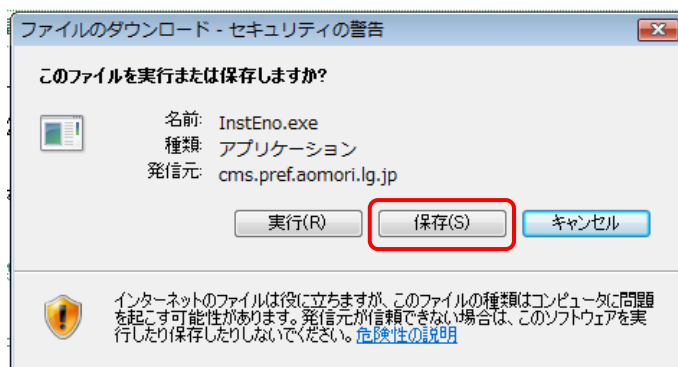 ファイルのダウンロード - セキュリティの警告
このファイルを実行または保存しますか?
名前: InstEno.exe
種類: アプリケーション
発信元: cms.pref.aomori.lg.jp
実行(R) 保存(S) キャンセル
インターネットのファイルは役に立ちますが、このファイルの種類はコンピュータに問題
を起こす可能性があります。発信元が信頼できない場合は、このソフトウェアを実
行したり保存したりしないでください。危険性の説明